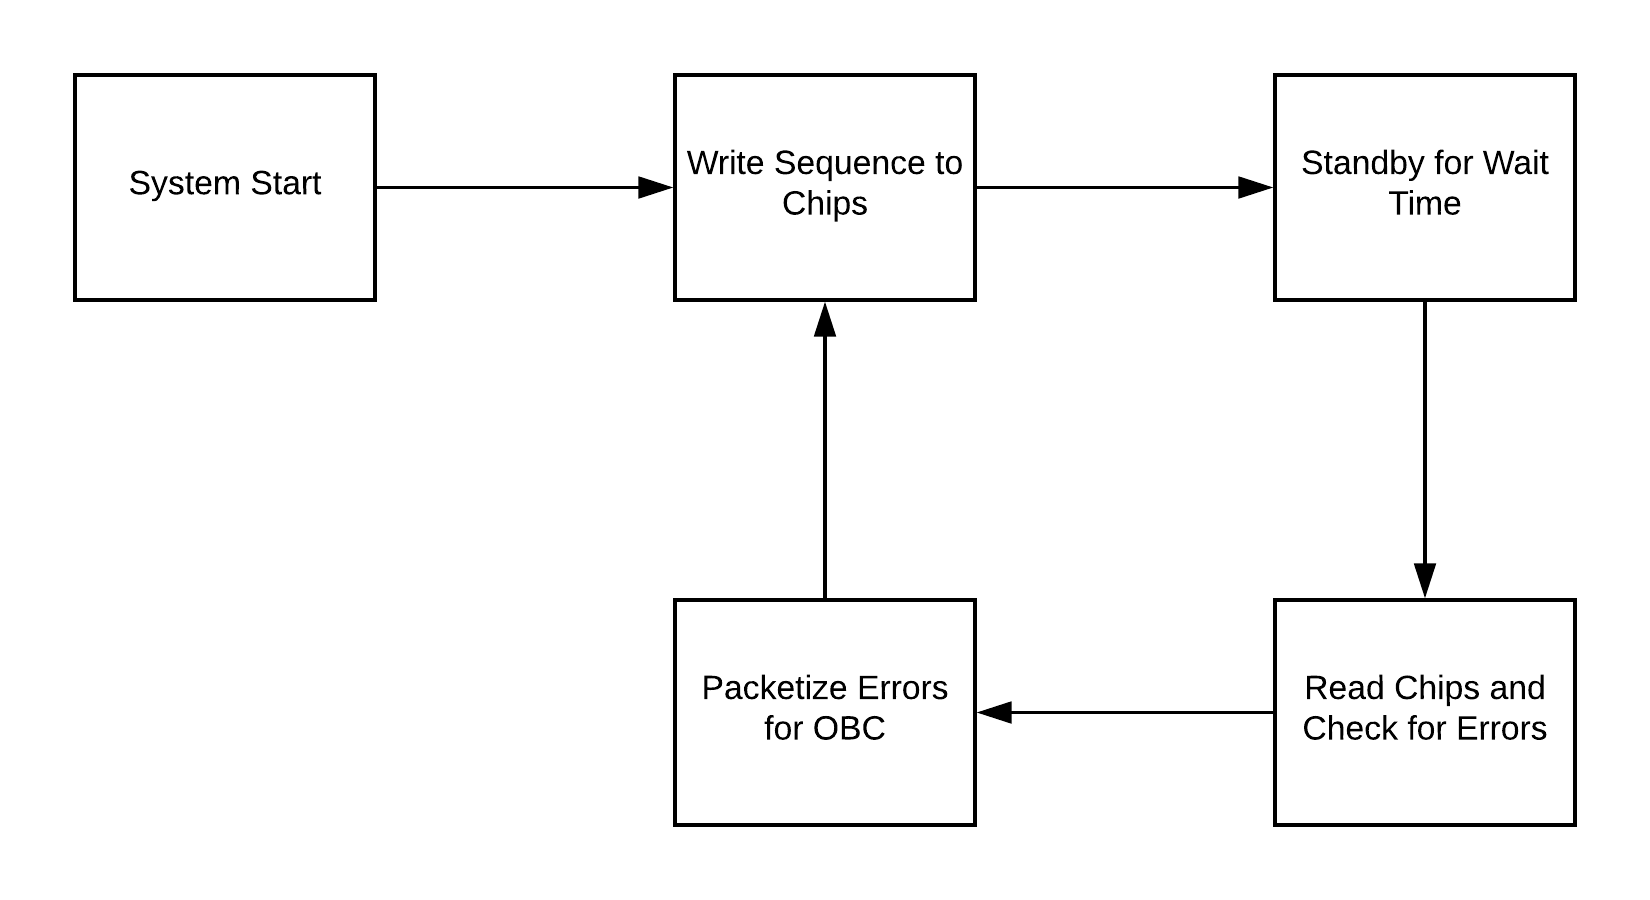 System Start
Write Sequence to
Chips
Standby for Wait
Time
Packetize Errors
for OBC
Read Chips and
Check for Errors